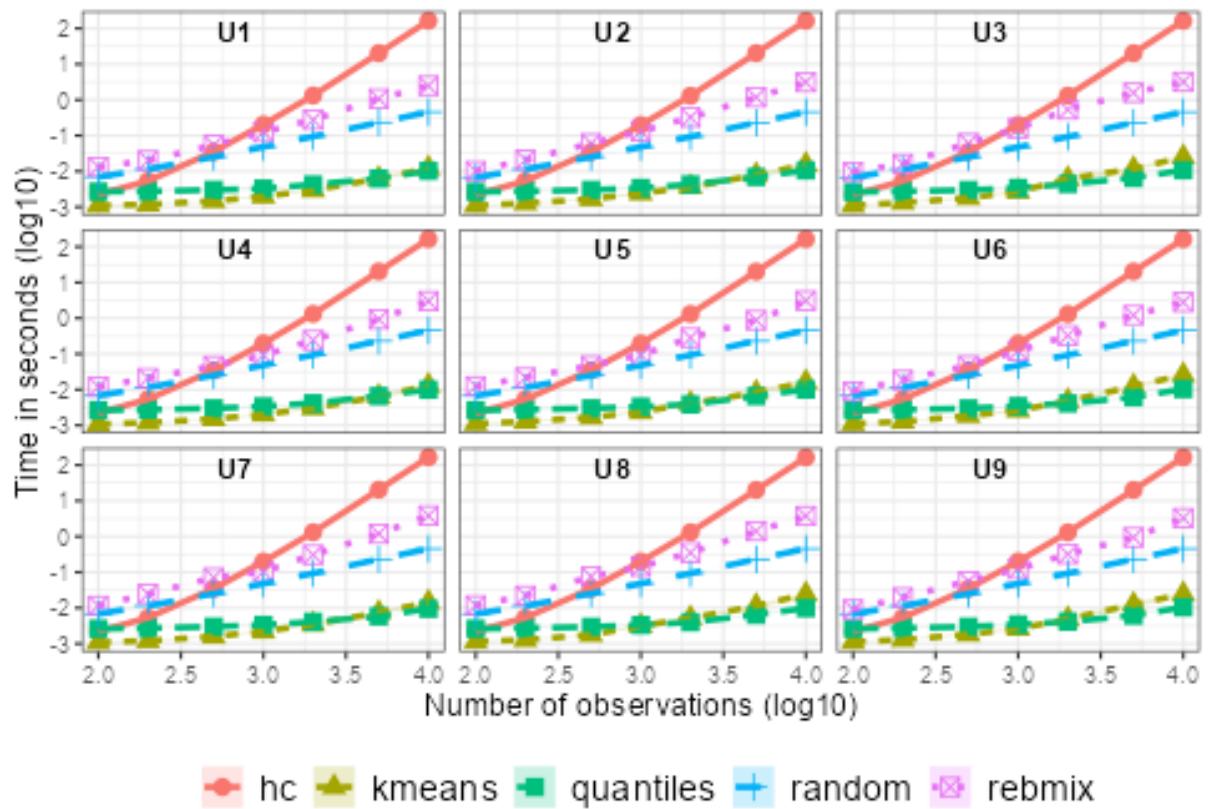 U1 U2 U3
2
1
0
-1
-2
-3
U4 U5 U6
2
1
0
-1
-2
-3
U7 U8 U9
2
1
0
-1
-2
-3
Time in seconds (log10)
2.0 2.5 3.0 3.5 4.0 2.0 2.5 3.0 3.5 4.0 2.0 2.5 3.0 3.5 4.0
Number of observations (log10)
hc kmeans quantiles random rebmix